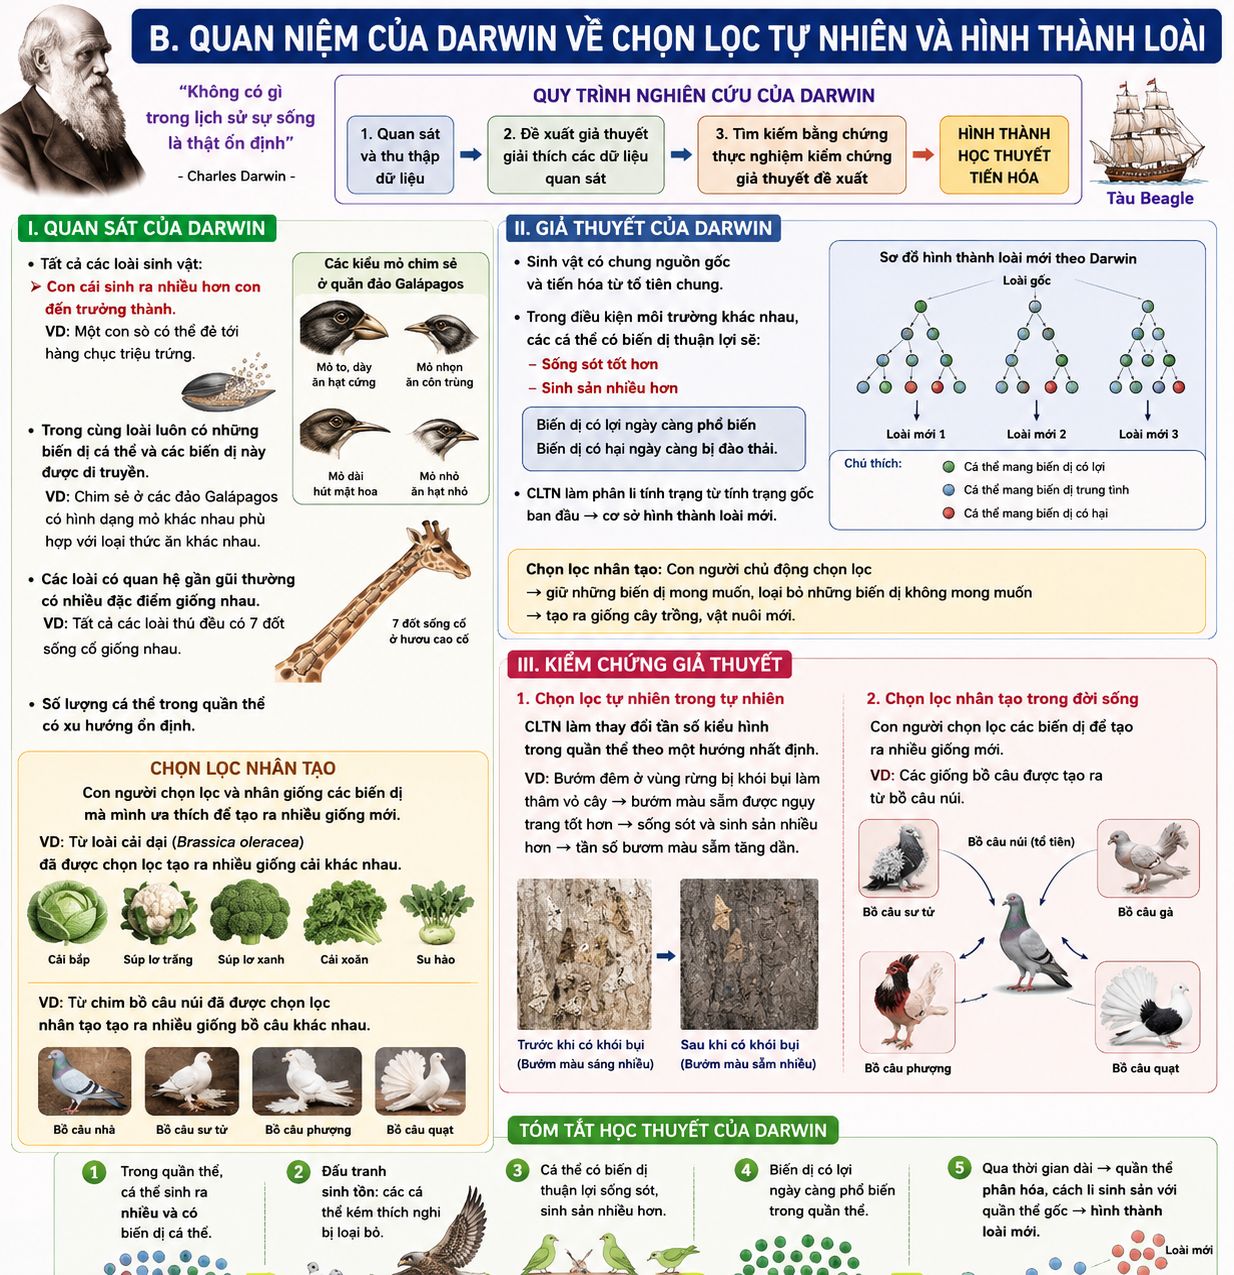 B. QUAN NIỆM CỦA DARWIN VỀ CHỌN LỌC TỰ NHIÊN VÀ HÌNH THÀNH LOÀI
“Không có gì
trong lịch sử sự sống
là thật ổn định”
- Charles Darwin -
QUY TRÌNH NGHIÊN CỨU CỦA DARWIN
1. Quan sát
và thu thập
dữ liệu
2. Đề xuất giả thuyết
giải thích các dữ liệu
quan sát
3. Tìm kiếm bằng chứng
thực nghiệm kiểm chứng
giả thuyết đề xuất
HÌNH THÀNH
HỌC THUYẾT
TIẾN HÓA
Tàu Beagle
I. QUAN SÁT CỦA DARWIN
• Tất cả các loài sinh vật:
➢ Con cái sinh ra nhiều hơn con
đến trưởng thành.
VD: Một con sò có thể đẻ tới
hàng chục triệu trứng.
• Trong cùng loài luôn có những
biến dị cá thể và các biến dị này
được di truyền.
VD: Chim sẻ ở các đảo Galápagos
có hình dạng mỏ khác nhau phù
hợp với loại thức ăn khác nhau.
• Các loài có quan hệ gần gũi thường
có nhiều đặc điểm giống nhau.
VD: Tất cả các loài thú đều có 7 đốt
sống cổ giống nhau.
• Số lượng cá thể trong quần thể
có xu hướng ổn định.
Các kiểu mỏ chim sẻ
ở quần đảo Galápagos
Mỏ to, dày
ăn hạt cứng
Mỏ nhọn
ăn côn trùng
Mỏ dài
hút mật hoa
Mỏ nhỏ
ăn hạt nhỏ
7 đốt sống cổ
ở hươu cao cổ
CHỌN LỌC NHÂN TẠO
Con người chọn lọc và nhân giống các biến dị
mà mình ưa thích để tạo ra nhiều giống mới.
VD: Từ loài cải dại (Brassica oleracea)
đã được chọn lọc tạo ra nhiều giống cải khác nhau.
Cải bắp
Súp lơ trắng
Súp lơ xanh
Cải xoăn
Su hào
VD: Từ chim bồ câu núi đã được chọn lọc
nhân tạo tạo ra nhiều giống bồ câu khác nhau.
Bồ câu nhà
Bồ câu sư tử
Bồ câu phượng
Bồ câu quạt
II. GIẢ THUYẾT CỦA DARWIN
• Sinh vật có chung nguồn gốc
và tiến hóa từ tổ tiên chung.
• Trong điều kiện môi trường khác nhau,
các cá thể có biến dị thuận lợi sẽ:
– Sống sót tốt hơn
– Sinh sản nhiều hơn
Biến dị có lợi ngày càng phổ biến
Biến dị có hại ngày càng bị đào thải.
• CLTN làm phân li tính trạng từ tính trạng gốc
ban đầu → cơ sở hình thành loài mới.
Sơ đồ hình thành loài mới theo Darwin
Loài gốc
Loài mới 1
Loài mới 2
Loài mới 3
Chú thích:
Cá thể mang biến dị có lợi
Cá thể mang biến dị trung tình
Cá thể mang biến dị có hại
Chọn lọc nhân tạo: Con người chủ động chọn lọc
→ giữ những biến dị mong muốn, loại bỏ những biến dị không mong muốn
→ tạo ra giống cây trồng, vật nuôi mới.
III. KIỂM CHỨNG GIẢ THUYẾT
1. Chọn lọc tự nhiên trong tự nhiên
CLTN làm thay đổi tần số kiểu hình
trong quần thể theo một hướng nhất định.
VD: Bướm đêm ở vùng rừng bị khói bụi làm
thâm vỏ cây → bướm màu sẫm được ngụy
trang tốt hơn → sống sót và sinh sản nhiều
hơn → tần số bươm màu sẫm tăng dần.
Trước khi có khói bụi
(Bướm màu sáng nhiều)
Sau khi có khói bụi
(Bướm màu sẫm nhiều)
2. Chọn lọc nhân tạo trong đời sống
Con người chọn lọc các biến dị để tạo
ra nhiều giống mới.
VD: Các giống bồ câu được tạo ra
từ bồ câu núi.
Bồ câu núi (tổ tiên)
Bồ câu sư tử
Bồ câu gà
Bồ câu phượng
Bồ câu quạt
TÓM TẮT HỌC THUYẾT CỦA DARWIN
1
Trong quần thể,
cá thể sinh ra
nhiều và có
biến dị cá thể.
2
Đấu tranh
sinh tồn: các cá
thể kém thích nghi
bị loại bỏ.
3
Cá thể có biến dị
thuận lợi sống sót,
sinh sản nhiều hơn.
4
Biến dị có lợi
ngày càng phổ biến
trong quần thể.
5
Qua thời gian dài → quần thể
phân hóa, cách li sinh sản với
quần thể gốc → hình thành
loài mới.
Loài mới